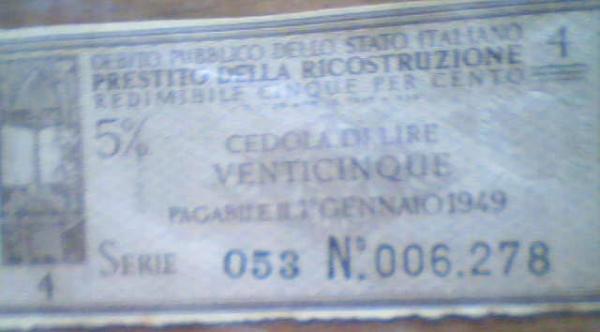 DEBITO PUBBLICO DELLO STATO ITALIANO
4
PRESTITO DELLA RICOSTRUZIONE
REDIMIBILE CINQUE PER CENTO
5%
CEDOLA DI LIRE
VENTICINQUE
PAGABILE IL 1° GENNAIO 1949
SERIE 053 N.º 006.278
4